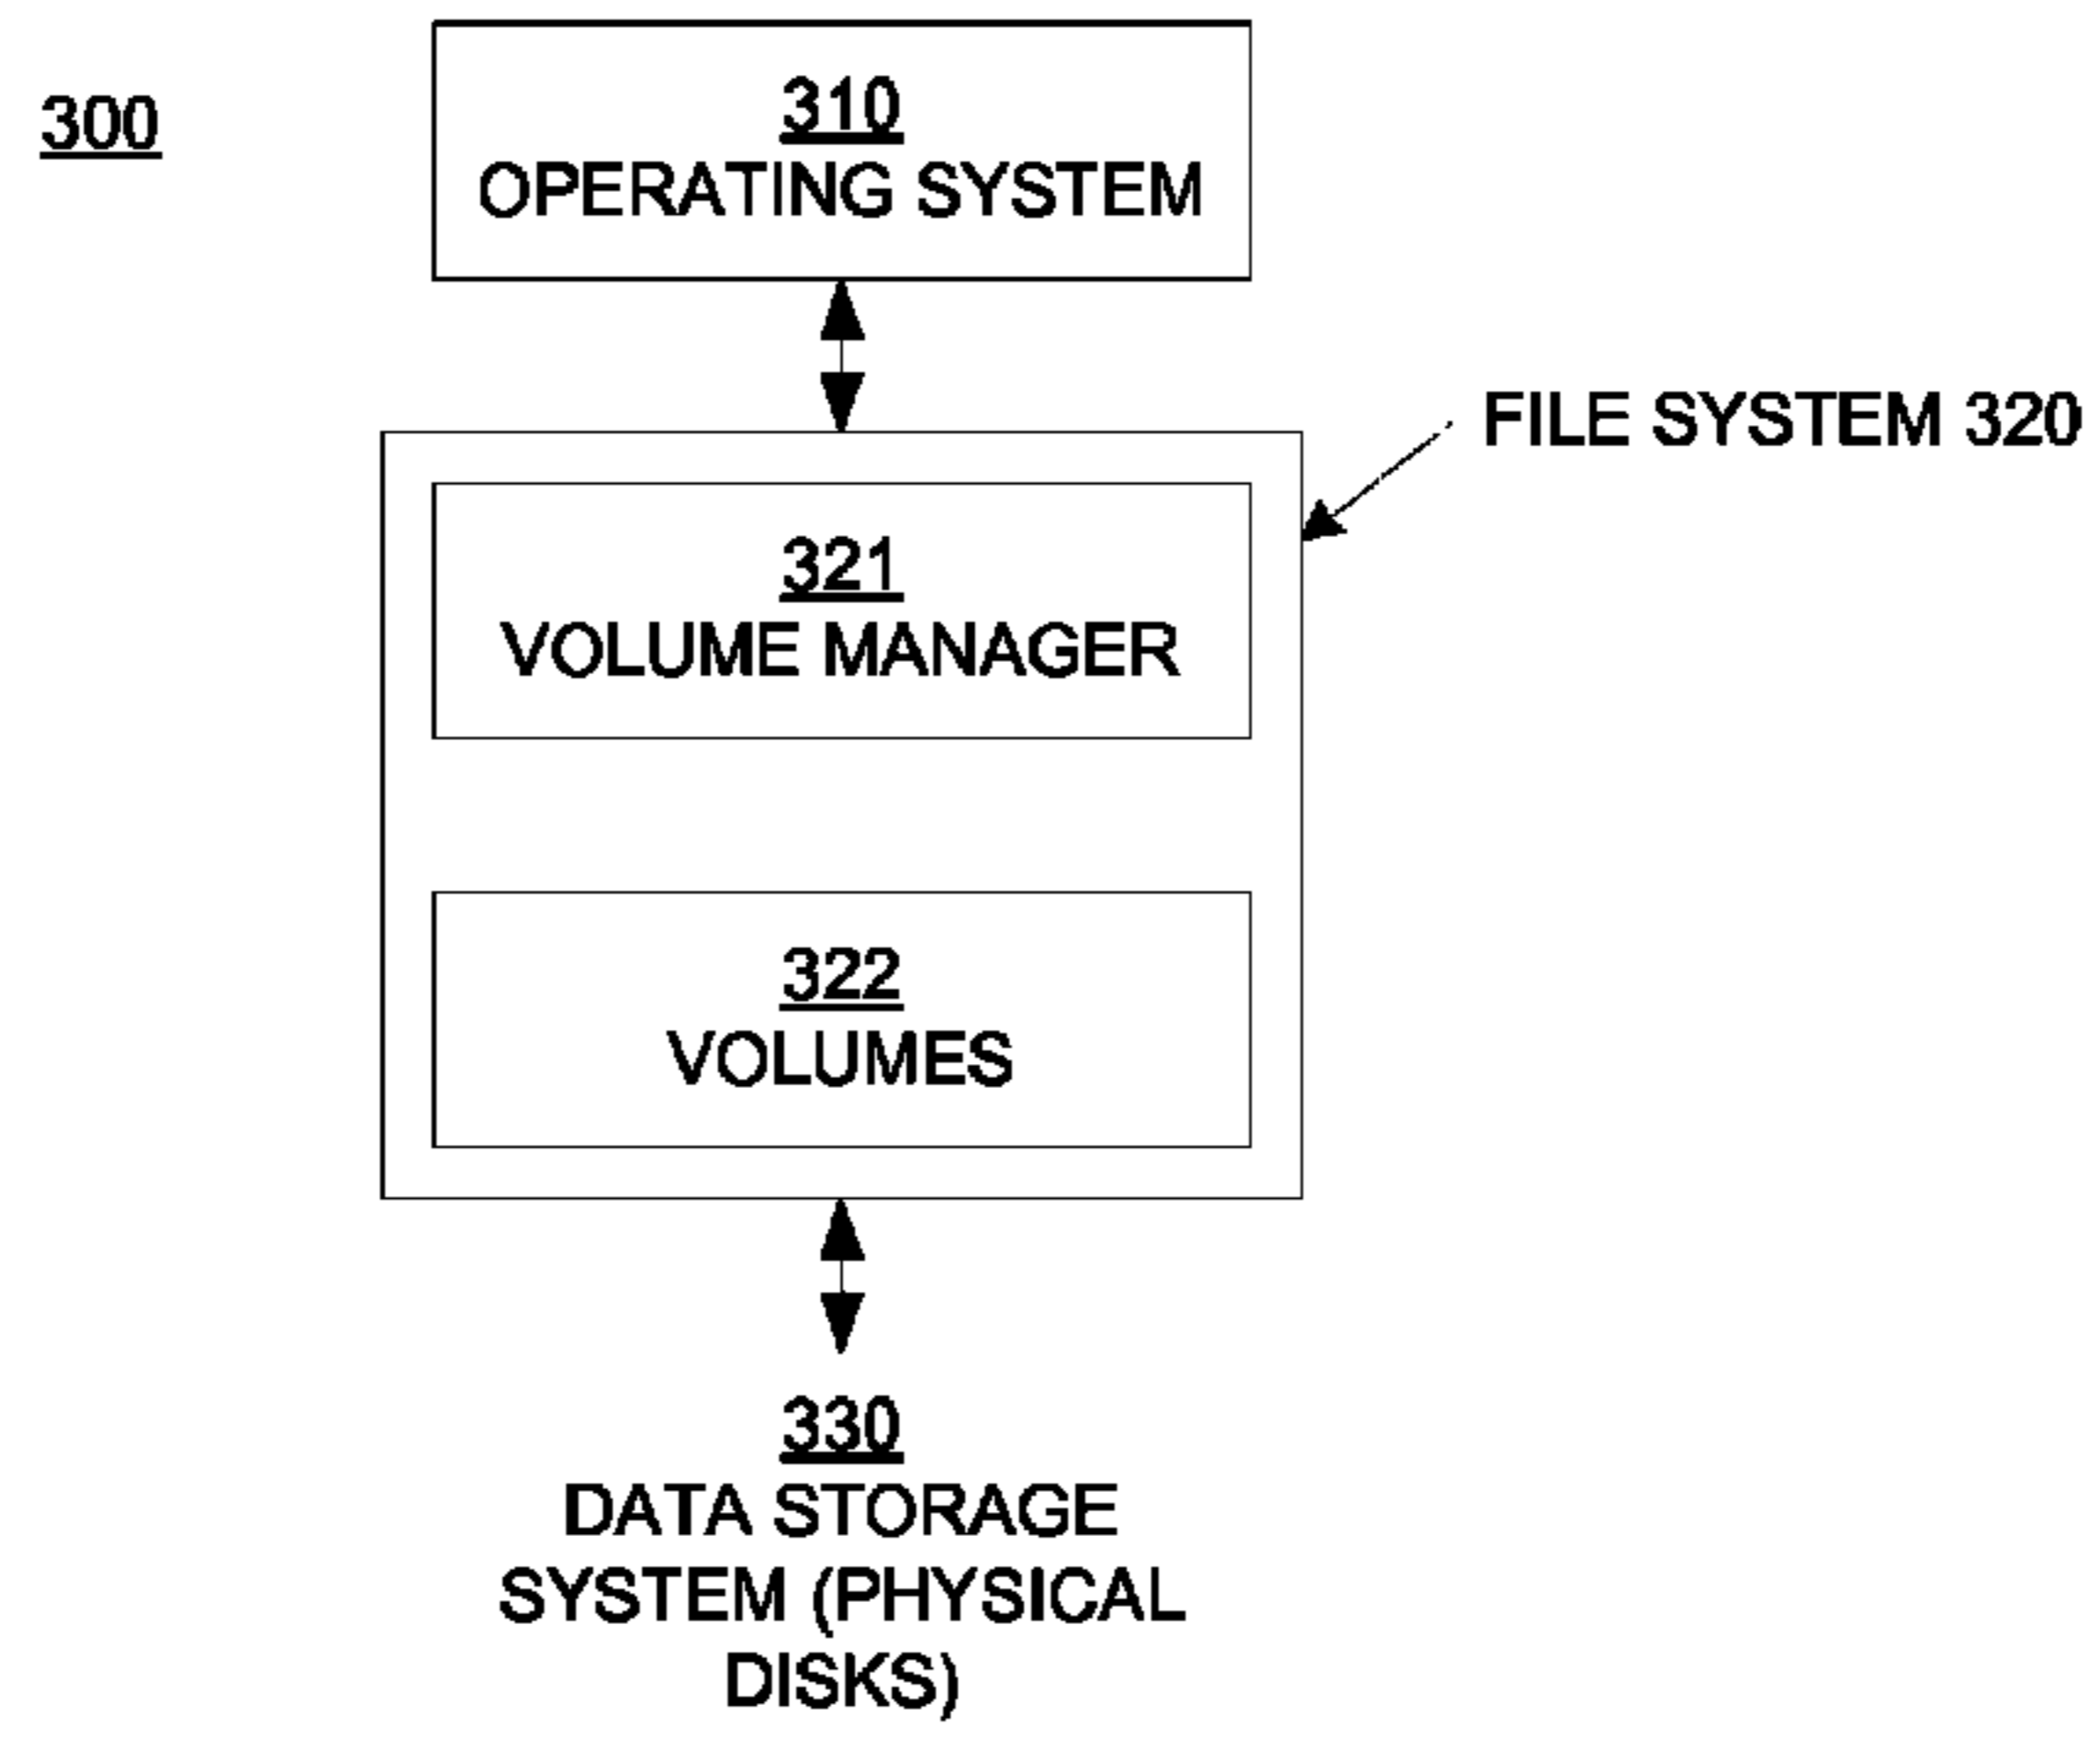 300
310
OPERATING SYSTEM
FILE SYSTEM 320
321
VOLUME MANAGER
322
VOLUMES
330
DATA STORAGE
SYSTEM (PHYSICAL
DISKS)